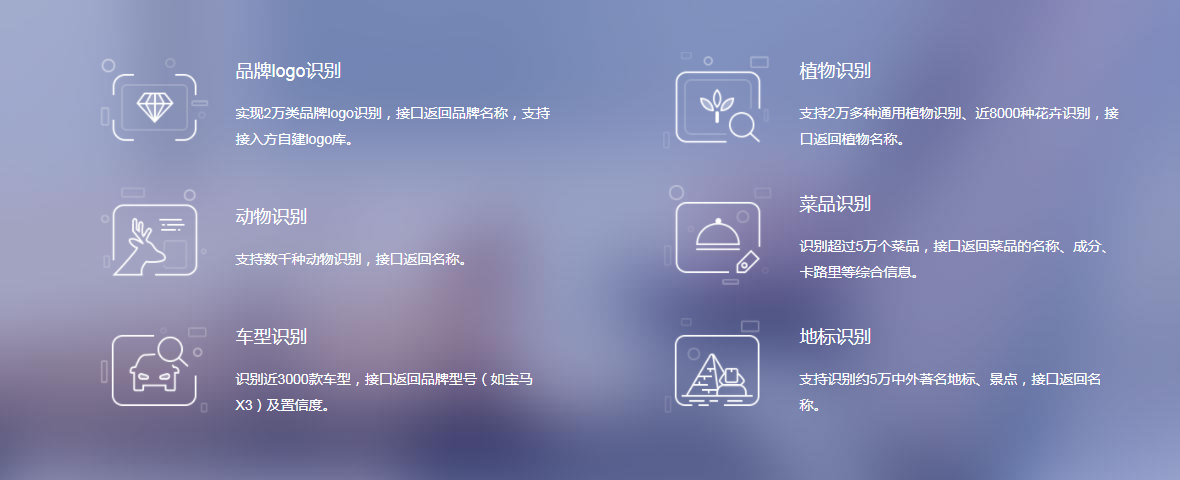 品牌logo识别
实现2万类品牌logo识别，接口返回品牌名称，支持
接入方自建logo库。
动物识别
支持数千种动物识别，接口返回名称。
车型识别
识别近3000款车型，接口返回品牌型号（如宝马
X3）及置信度。
植物识别
支持2万多种通用植物识别、近8000种花卉识别，接
口返回植物名称。
菜品识别
识别超过5万个菜品，接口返回菜品的名称、成分、
卡路里等综合信息。
地标识别
支持识别约5万中外著名地标、景点，接口返回名
称。